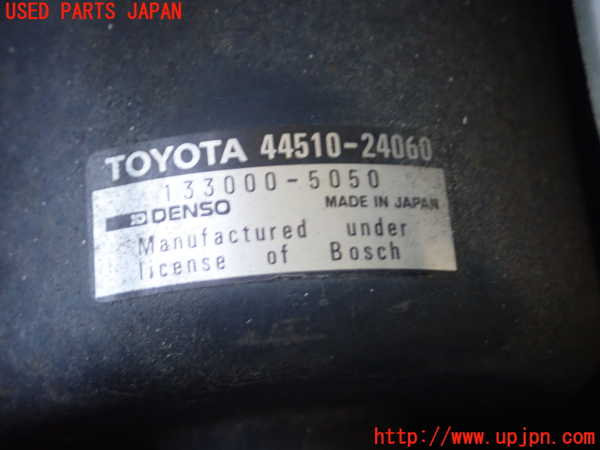 USED PARTS JAPAN
TOYOTA 44510-24060
133000-5050
DENSO MADE IN JAPAN
Manufactured under
license of Bosch
http://www.upjpn.com/